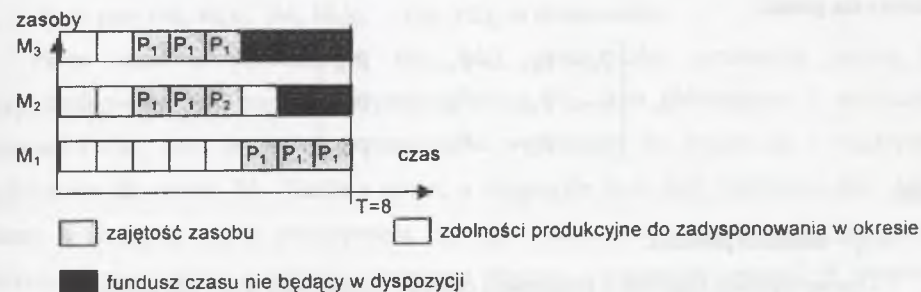 zasoby
M₃ P₁ P₁ P₁
M₂ P₁ P₁ P₂
M₁ P₁ P₁ P₁ czas
T=8
zajętość zasobu zdolności produkcyjne do zadysponowania w okresie
fundusz czasu nie będący w dyspozycji